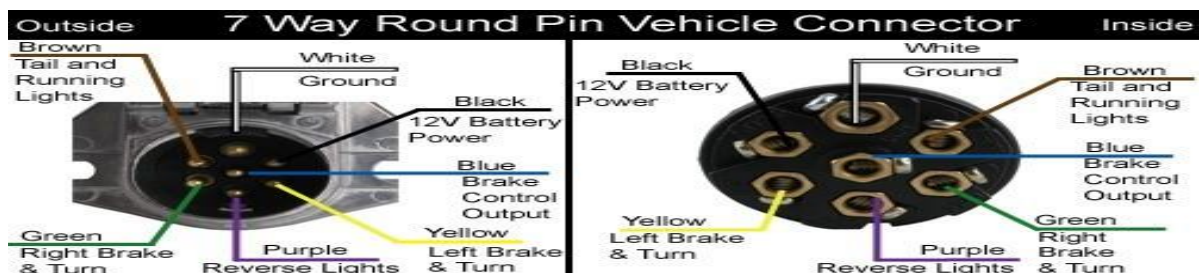 Outside 7 Way Round Pin Vehicle Connector Inside
Brown
Tail and
Running
Lights
White
Ground
Black
12V Battery
Power
Blue
Brake
Control
Output
Green
Right Brake
& Turn
Purple
Reverse Lights
Yellow
Left Brake
& Turn
Black
12V Battery
Power
White
Ground
Brown
Tail and
Running
Lights
Blue
Brake
Control
Output
Yellow
Left Brake
& Turn
Purple
Reverse Lights
Green
Right
Brake
& Turn